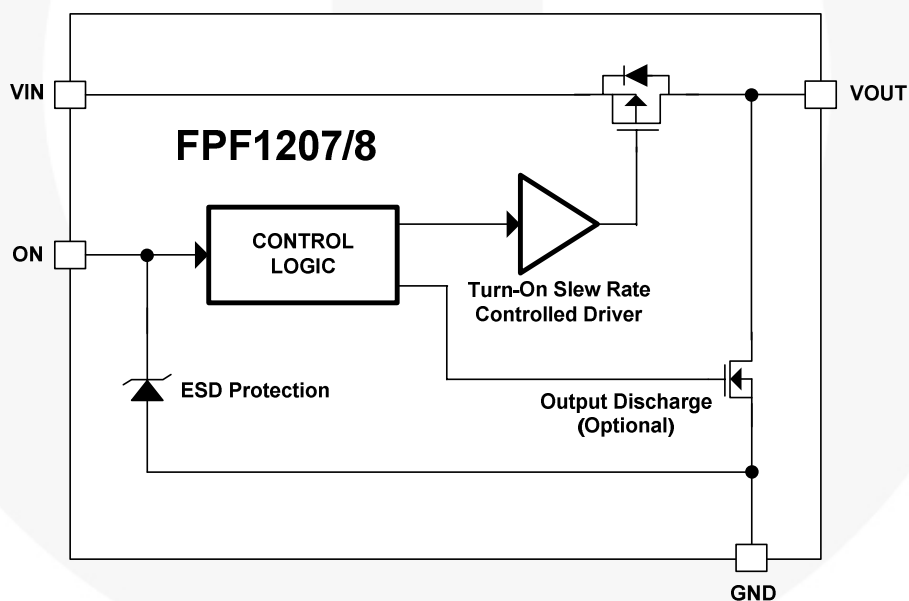 VIN
VOUT
FPF1207/8
ON
CONTROL
LOGIC
Turn-On Slew Rate
Controlled Driver
ESD Protection
Output Discharge
(Optional)
GND